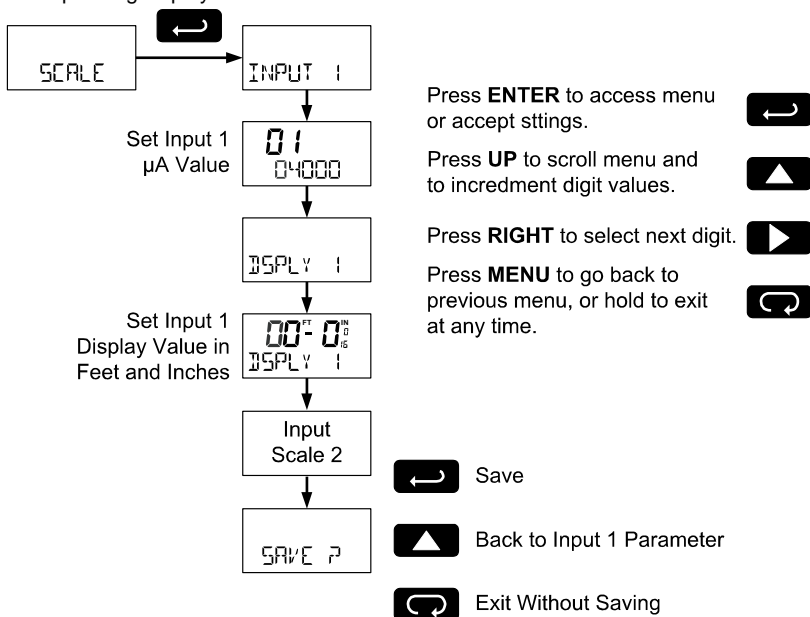 SCALE
INPUT 1
Set Input 1
µA Value
01
04000
DSPLY 1
Set Input 1
Display Value in
Feet and Inches
00 FT - 0 IN 0 16
DSPLY 1
Input
Scale 2
SAVE ?
Press ENTER to access menu
or accept sttings.
Press UP to scroll menu and
to incredment digit values.
Press RIGHT to select next digit.
Press MENU to go back to
previous menu, or hold to exit
at any time.
Save
Back to Input 1 Parameter
Exit Without Saving